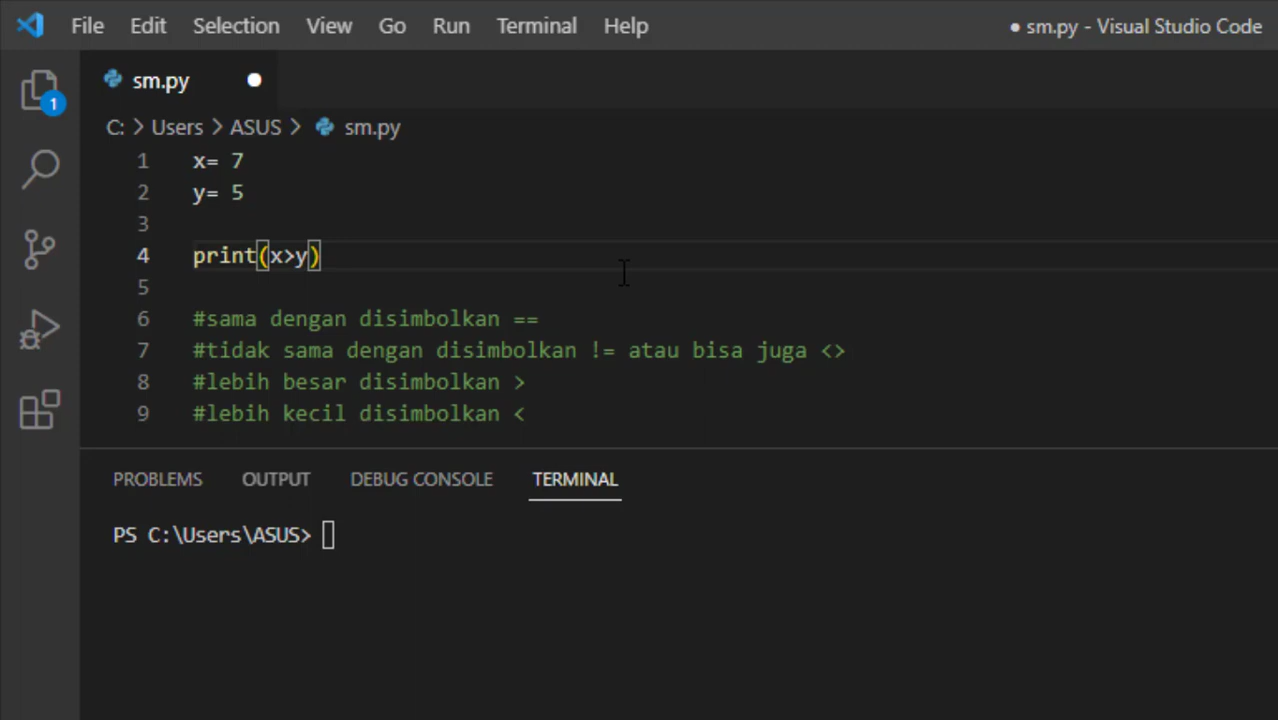 File Edit Selection View Go Run Terminal Help ● sm.py - Visual Studio Code
sm.py
1
C: > Users > ASUS > sm.py
1 x= 7
2 y= 5
3
4 print(x>y)
5
6 #sama dengan disimbolkan ==
7 #tidak sama dengan disimbolkan != atau bisa juga <>
8 #lebih besar disimbolkan >
9 #lebih kecil disimbolkan <
PROBLEMS OUTPUT DEBUG CONSOLE TERMINAL
PS C:\Users\ASUS>